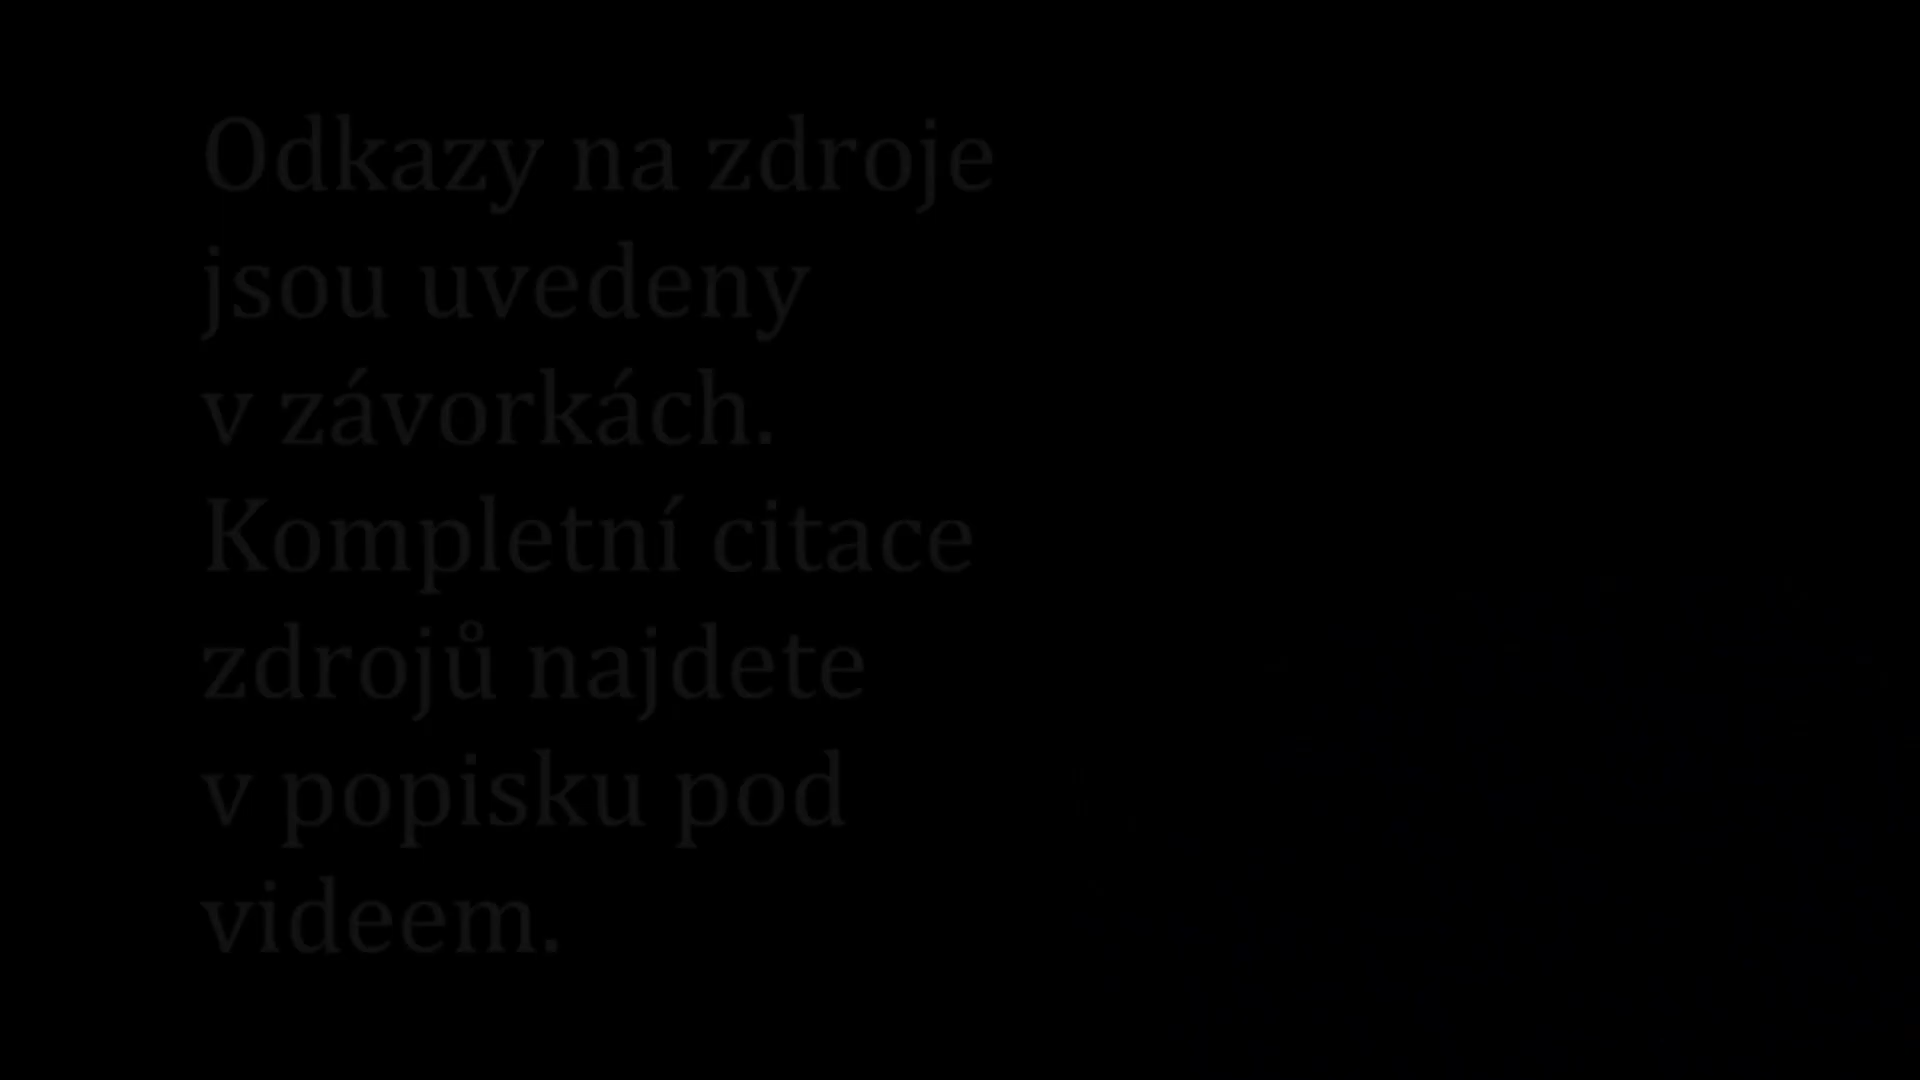 Odkazy na zdroje
jsou uvedeny
v závorkách.
Kompletní citace
zdrojů najdete
v popisku pod
videem.